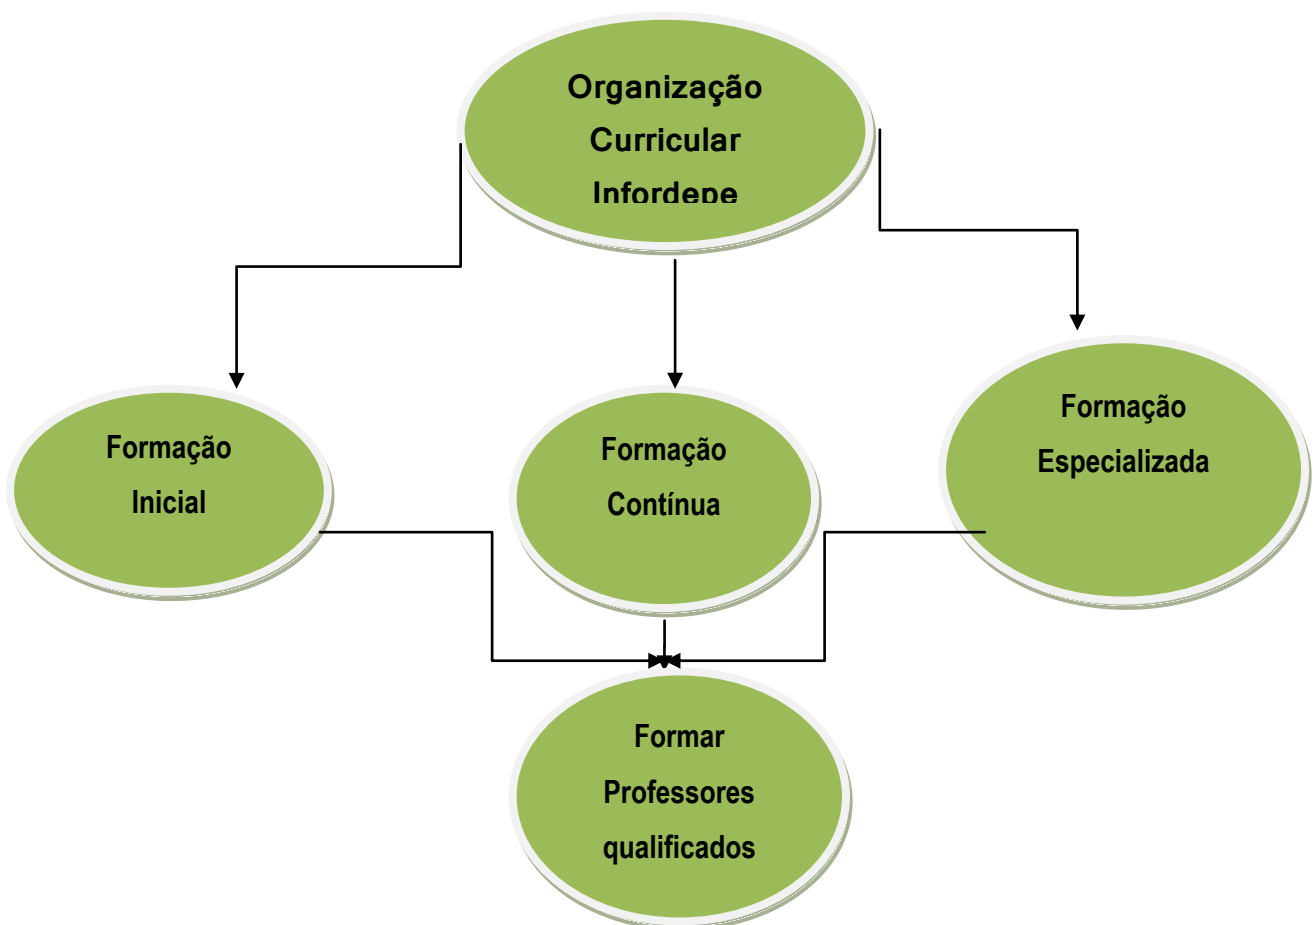 Organização
Curricular
Infordepe
Formação
Inicial
Formação
Contínua
Formação
Especializada
Formar
Professores
qualificados